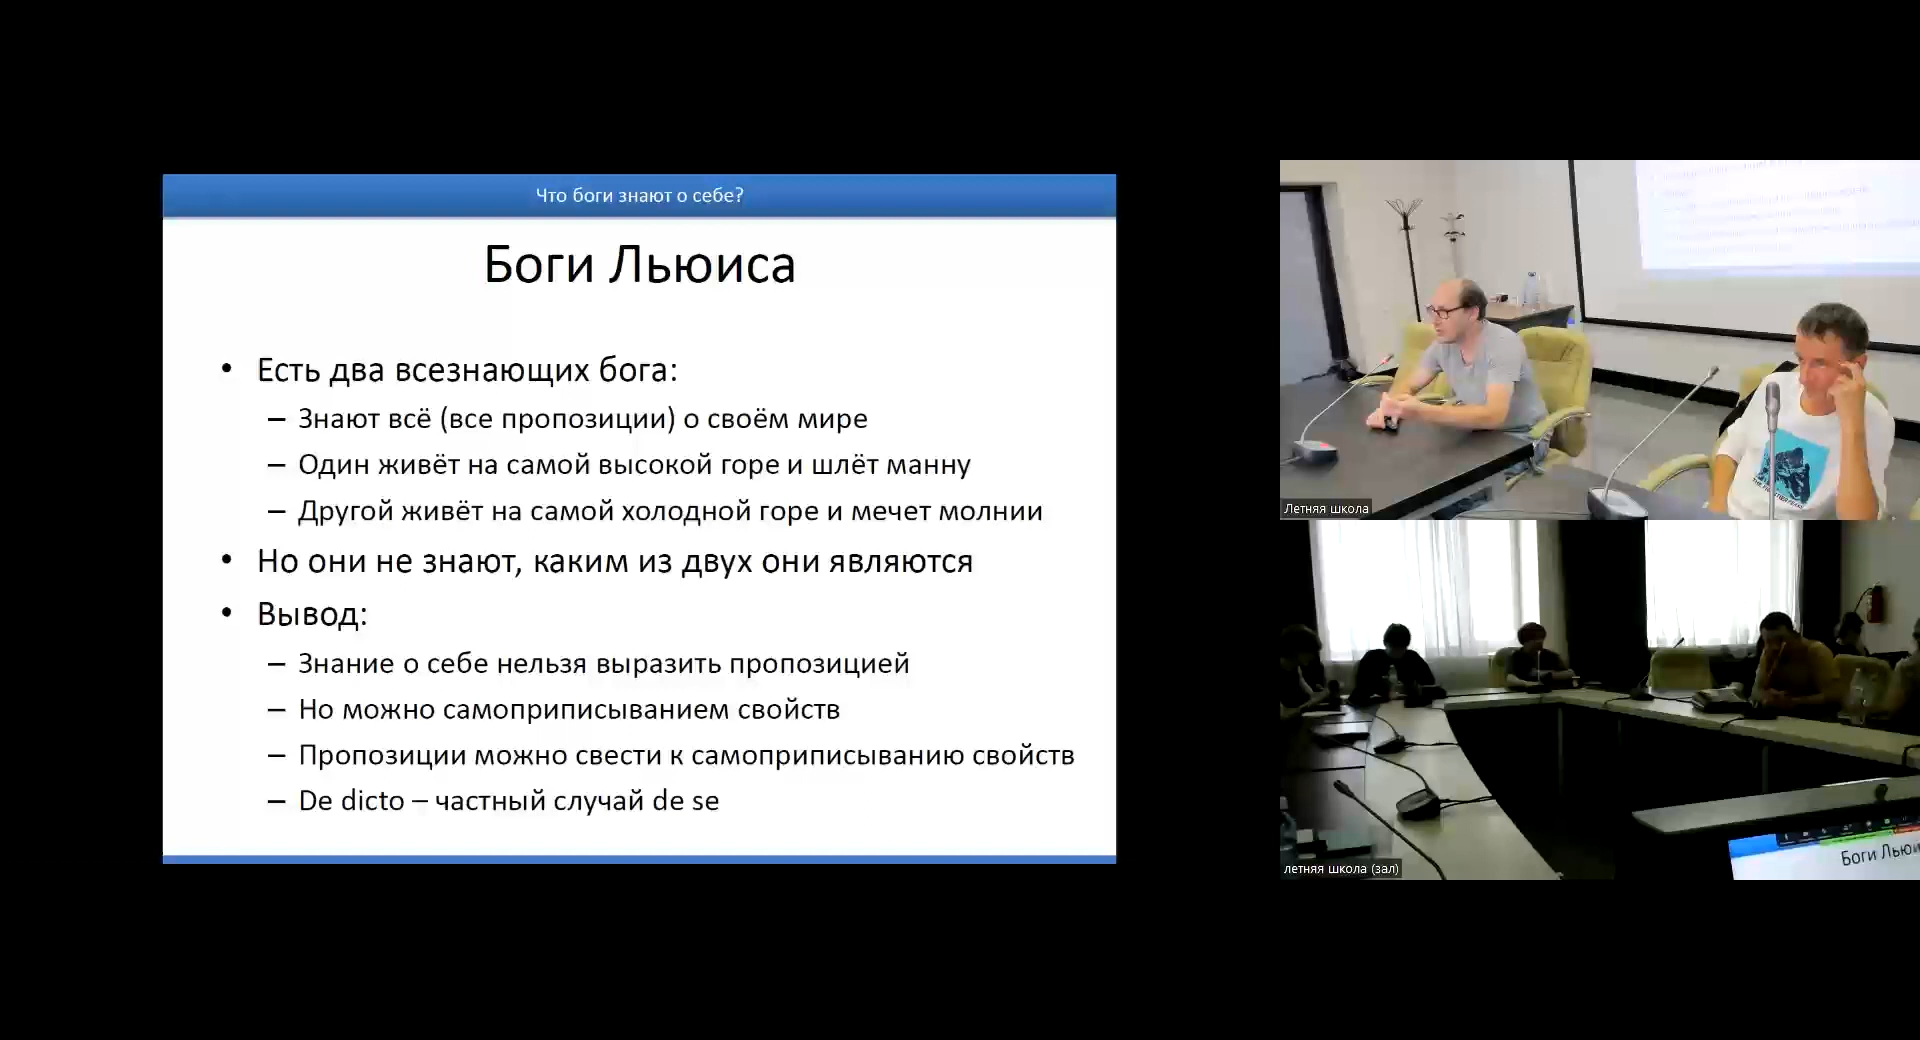 Что боги знают о себе?
Боги Льюиса
• Есть два всезнающих бога:
– Знают всё (все пропозиции) о своём мире
– Один живёт на самой высокой горе и шлёт манну
– Другой живёт на самой холодной горе и мечет молнии
• Но они не знают, каким из двух они являются
• Вывод:
– Знание о себе нельзя выразить пропозицией
– Но можно самоприписыванием свойств
– Пропозиции можно свести к самоприписыванию свойств
– De dicto – частный случай de se
Летняя школа
летняя школа (зал)
Боги Льюи